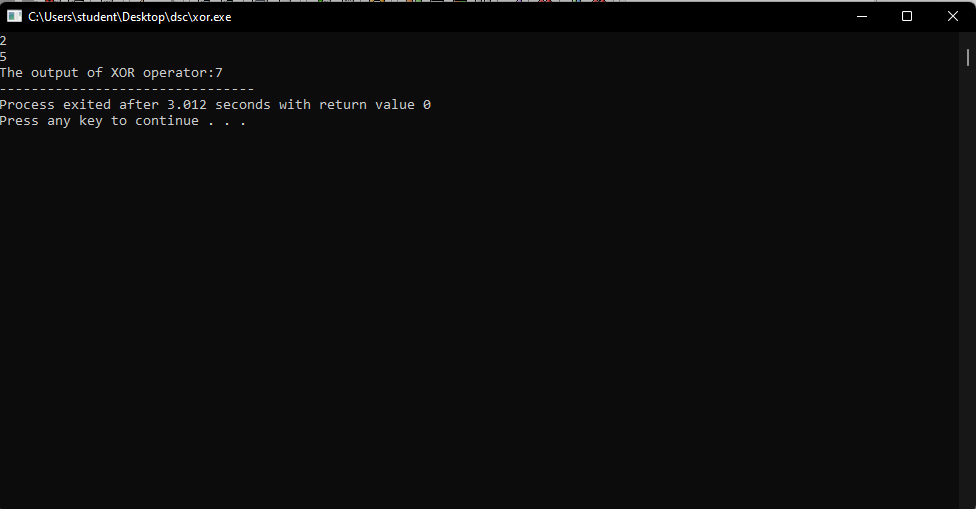 C:\Users\student\Desktop\dsc\xor.exe
2
5
The output of XOR operator:7
--------------------------------
Process exited after 3.012 seconds with return value 0
Press any key to continue . . .